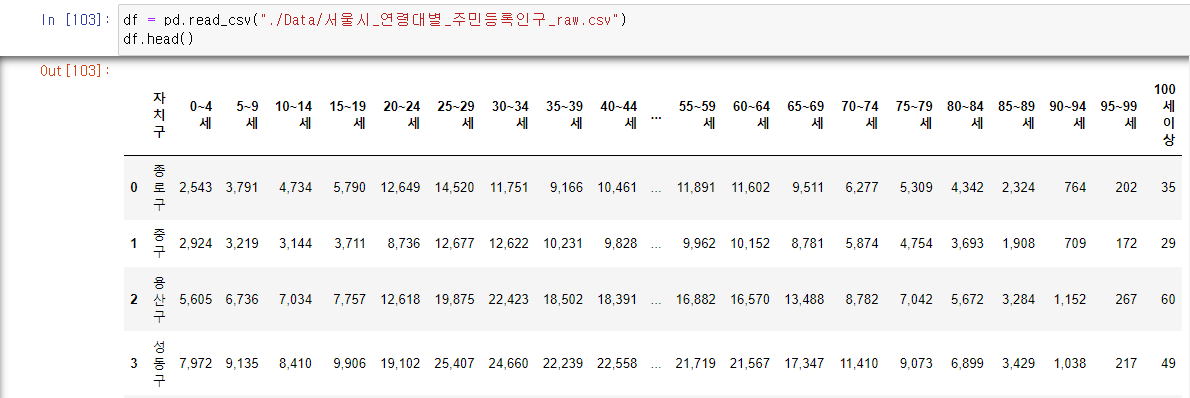 In [103]: df = pd.read_csv("./Data/서울시_연령대별_주민등록인구_raw.csv")
df.head()
Out[103]:
자치구 0~4세 5~9세 10~14세 15~19세 20~24세 25~29세 30~34세 35~39세 40~44세 ... 55~59세 60~64세 65~69세 70~74세 75~79세 80~84세 85~89세 90~94세 95~99세 100세이상
0 종로구 2,543 3,791 4,734 5,790 12,649 14,520 11,751 9,166 10,461 ... 11,891 11,602 9,511 6,277 5,309 4,342 2,324 764 202 35
1 중구 2,924 3,219 3,144 3,711 8,736 12,677 12,622 10,231 9,828 ... 9,962 10,152 8,781 5,874 4,754 3,693 1,908 709 172 29
2 용산구 5,605 6,736 7,034 7,757 12,618 19,875 22,423 18,502 18,391 ... 16,882 16,570 13,488 8,782 7,042 5,672 3,284 1,152 267 60
3 성동구 7,972 9,135 8,410 9,906 19,102 25,407 24,660 22,239 22,558 ... 21,719 21,567 17,347 11,410 9,073 6,899 3,429 1,038 217 49